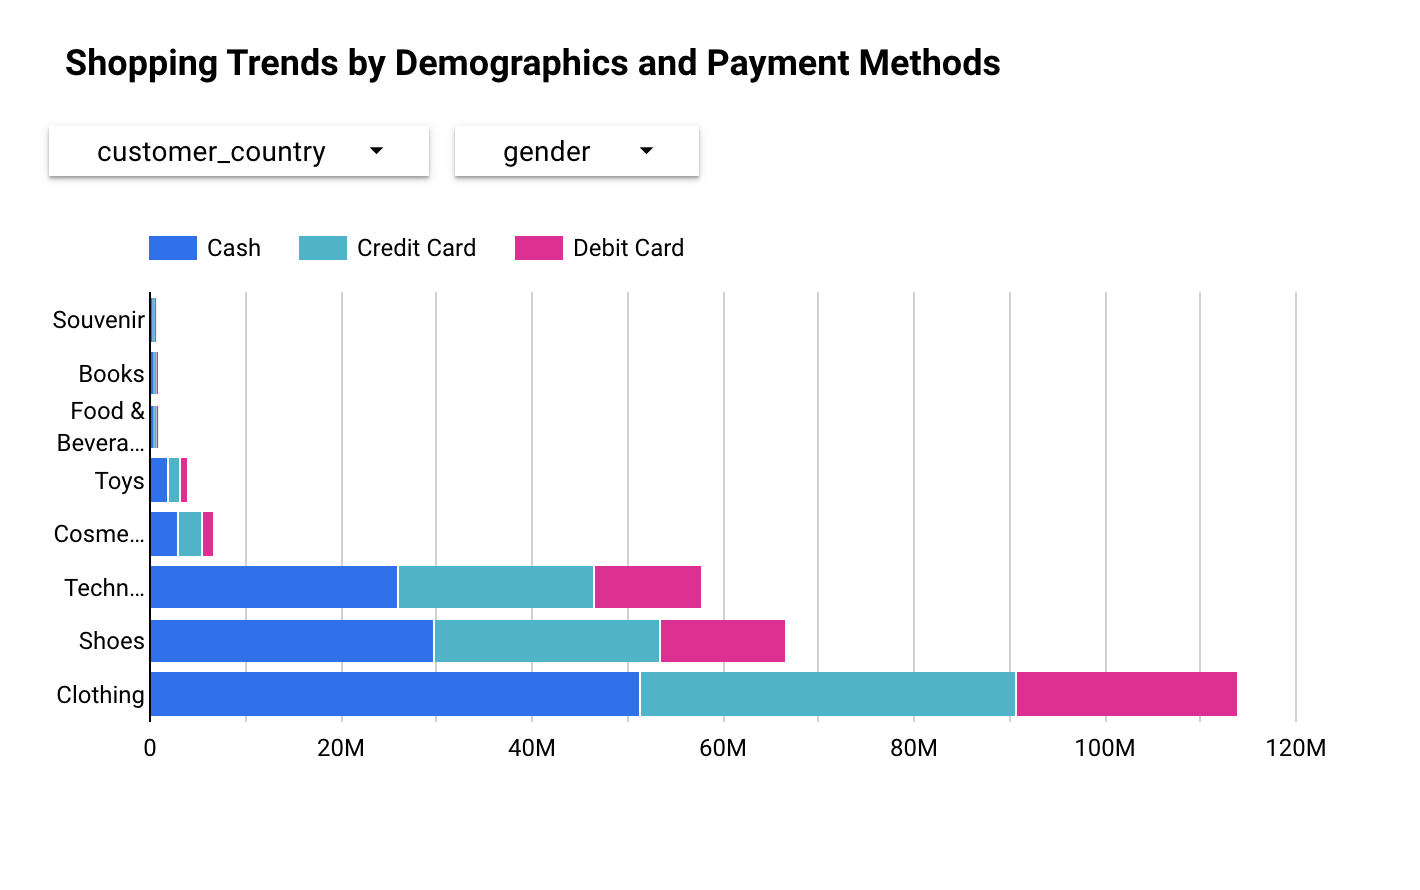 Shopping Trends by Demographics and Payment Methods
customer_country
gender
Cash
Credit Card
Debit Card
Souvenir
Books
Food &
Bevera…
Toys
Cosme…
Techn…
Shoes
Clothing
0 20M 40M 60M 80M 100M 120M